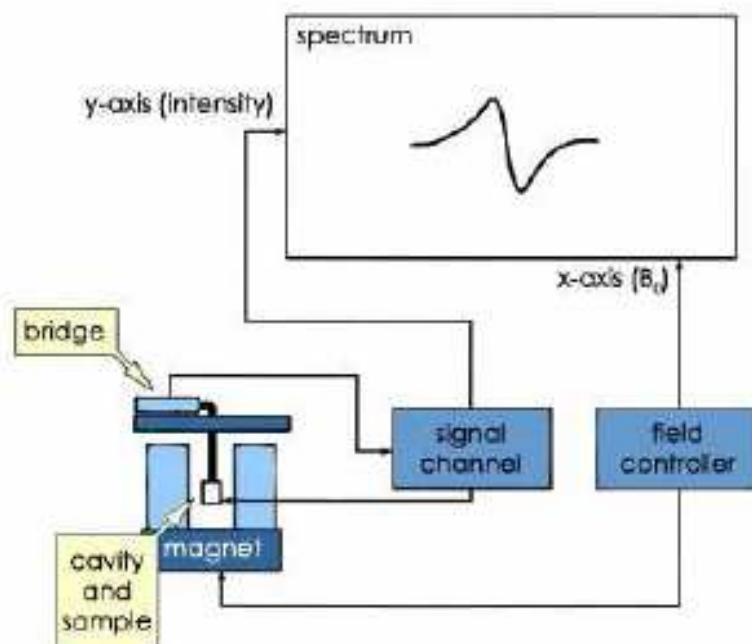 spectrum
y-axis (intensity)
x-axis (B₀)
bridge
signal
channel
field
controller
magnet
cavity
and
sample